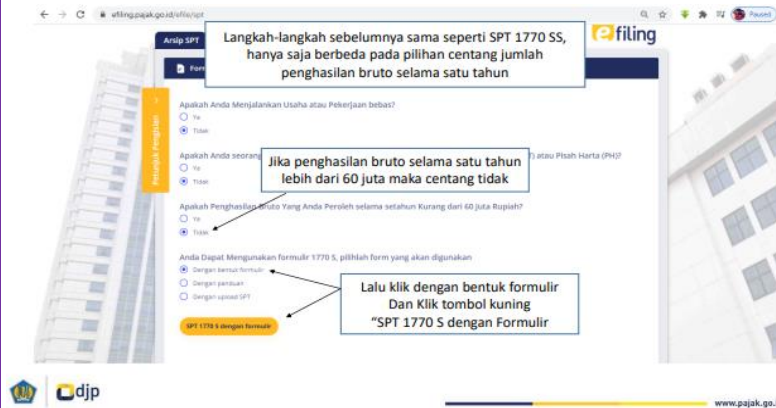 efiling.pajak.go.id/efile/spt
Paused
Arsip SPT
Langkah-langkah sebelumnya sama seperti SPT 1770 SS,
hanya saja berbeda pada pilihan centang jumlah
penghasilan bruto selama satu tahun
efiling
Form
Petunjuk Pengisian
Apakah Anda Menjalankan Usaha atau Pekerjaan bebas?
Ya
Tidak
Apakah Anda seorang
atau Pisah Harta (PH)?
Ya
Tidak
Jika penghasilan bruto selama satu tahun
lebih dari 60 juta maka centang tidak
Apakah Penghasilan Bruto Yang Anda Peroleh selama setahun Kurang dari 60 juta Rupiah?
Ya
Tidak
Anda Dapat Mengunakan formulir 1770 S, pilihlah form yang akan digunakan
Dengan bentuk formulir
Dengan panduan
Dengan upload SPT
Lalu klik dengan bentuk formulir
Dan Klik tombol kuning
“SPT 1770 S dengan Formulir
SPT 1770 S dengan formulir
djp
www.pajak.go.i